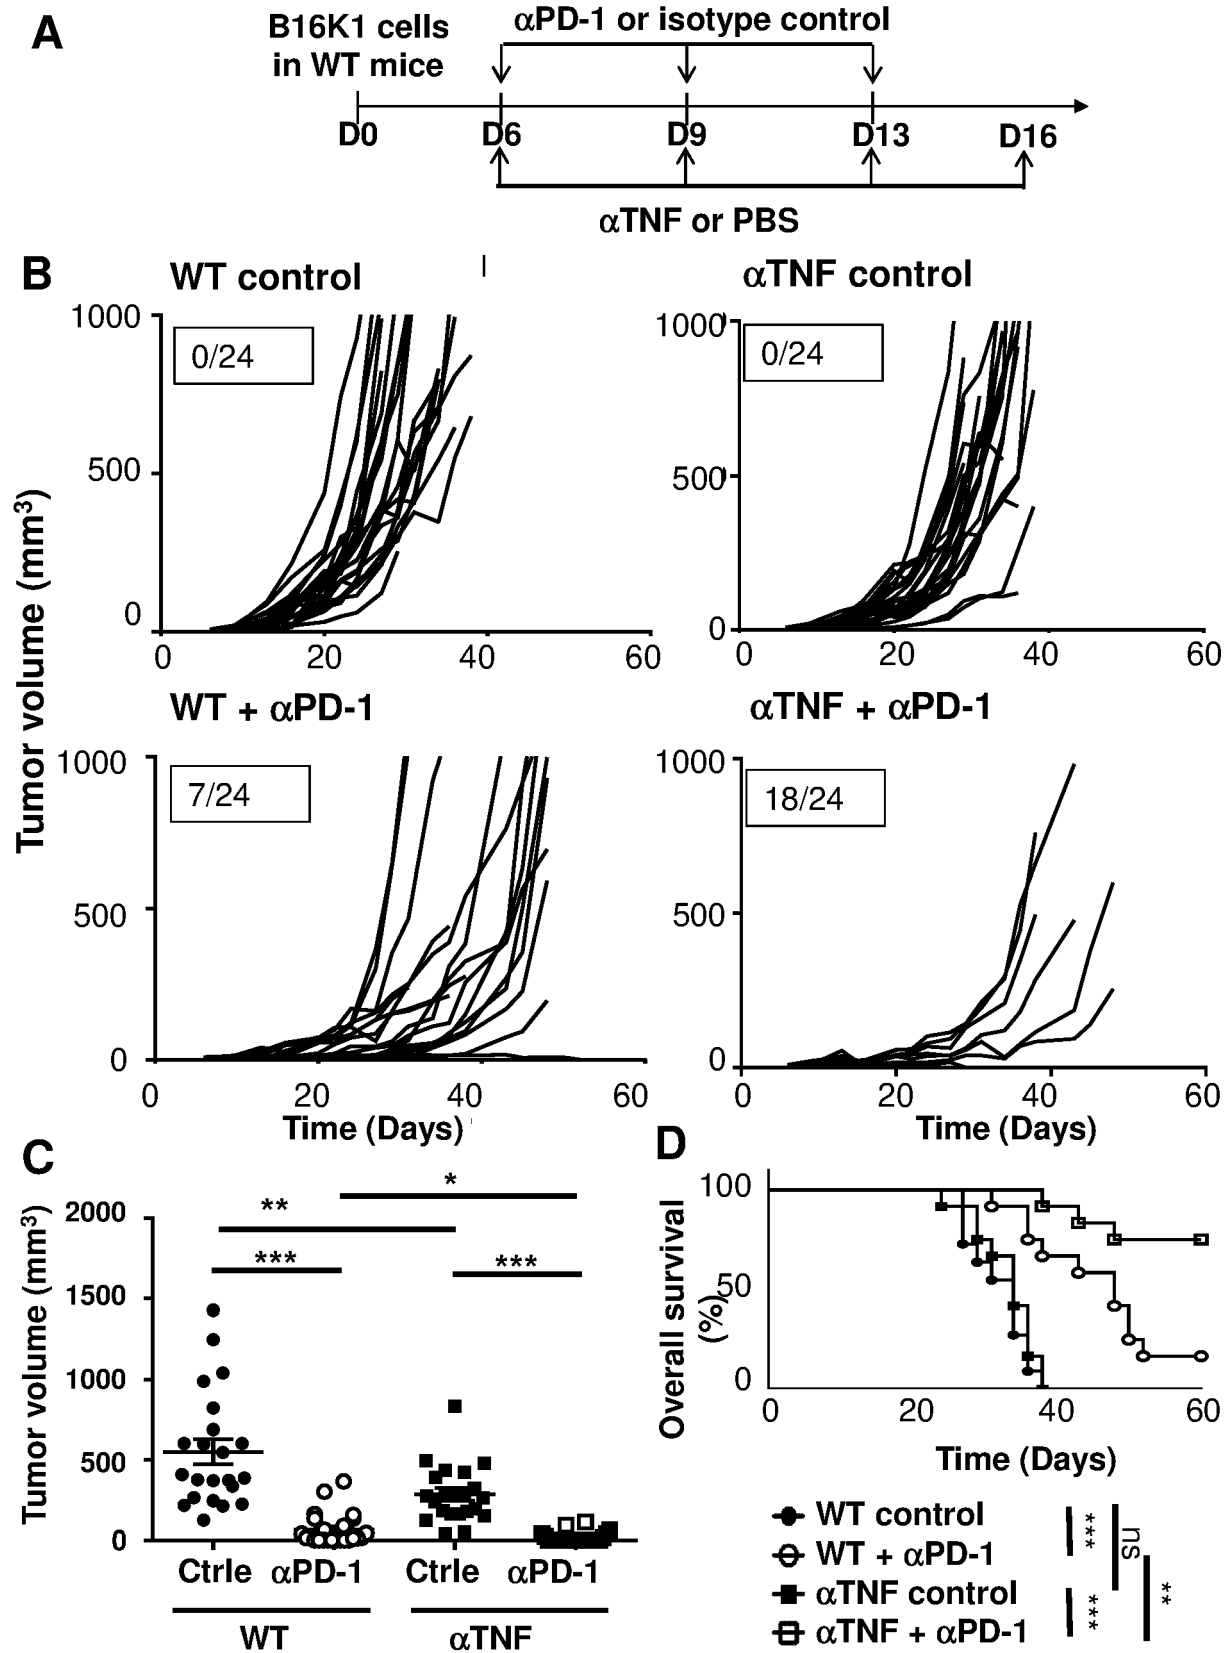 A
B16K1 cells
in WT mice
αPD-1 or isotype control
D0 D6 D9 D13 D16
αTNF or PBS
B
WT control
αTNF control
Tumor volume (mm³)
1000
0/24
500
0
0 20 40 60
1000
0/24
500
0
0 20 40 60
WT + αPD-1
αTNF + αPD-1
1000
7/24
500
0
0 20 40 60
Time (Days)
1000
18/24
500
0
0 20 40 60
Time (Days)
C
Tumor volume (mm³)
*
**
***
***
2000
1500
1000
500
0
Ctrle αPD-1 Ctrle αPD-1
WT αTNF
D
Overall survival
(%)
100
50
0
0 20 40 60
Time (Days)
WT control
WT + αPD-1
αTNF control
αTNF + αPD-1
***
***
ns
**